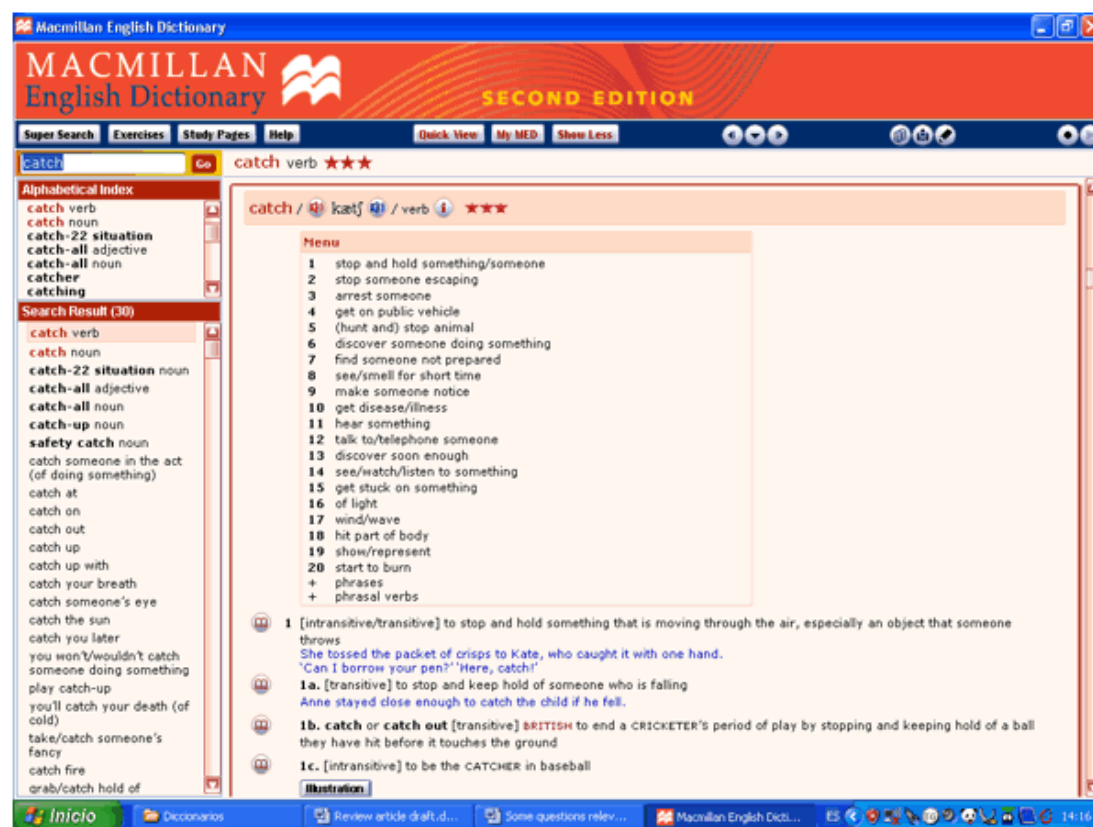 Macmillan English Dictionary
MACMILLAN
English Dictionary
SECOND EDITION
Super Search Exercises Study Pages Help Quick View My MED Show Less
catch Go catch verb ★★★
Alphabetical Index
catch verb
catch noun
catch-22 situation
catch-all adjective
catch-all noun
catcher
catching
Search Result (30)
catch verb
catch noun
catch-22 situation noun
catch-all adjective
catch-all noun
catch-up noun
safety catch noun
catch someone in the act
(of doing something)
catch at
catch on
catch out
catch up
catch up with
catch your breath
catch someone's eye
catch the sun
catch you later
you won't/wouldn't catch
someone doing something
play catch-up
you'll catch your death (of
cold)
take/catch someone's
fancy
catch fire
grab/catch hold of
catch / kætʃ / verb ★★★
Menu
1 stop and hold something/someone
2 stop someone escaping
3 arrest someone
4 get on public vehicle
5 (hunt and) stop animal
6 discover someone doing something
7 find someone not prepared
8 see/smell for short time
9 make someone notice
10 get disease/illness
11 hear something
12 talk to/telephone someone
13 discover soon enough
14 see/watch/listen to something
15 get stuck on something
16 of light
17 wind/wave
18 hit part of body
19 show/represent
20 start to burn
+ phrases
+ phrasal verbs
1 [intransitive/transitive] to stop and hold something that is moving through the air, especially an object that someone
throws
She tossed the packet of crisps to Kate, who caught it with one hand.
'Can I borrow your pen?' 'Here, catch!'
1a. [transitive] to stop and keep hold of someone who is falling
Anne stayed close enough to catch the child if he fell.
1b. catch or catch out [transitive] BRITISH to end a CRICKETER'S period of play by stopping and keeping hold of a ball
they have hit before it touches the ground
1c. [intransitive] to be the CATCHER in baseball
Illustration
Inicio Diccionarios Review article draft.d... Some questions relev... Macmillan English Dicti... ES 14:16